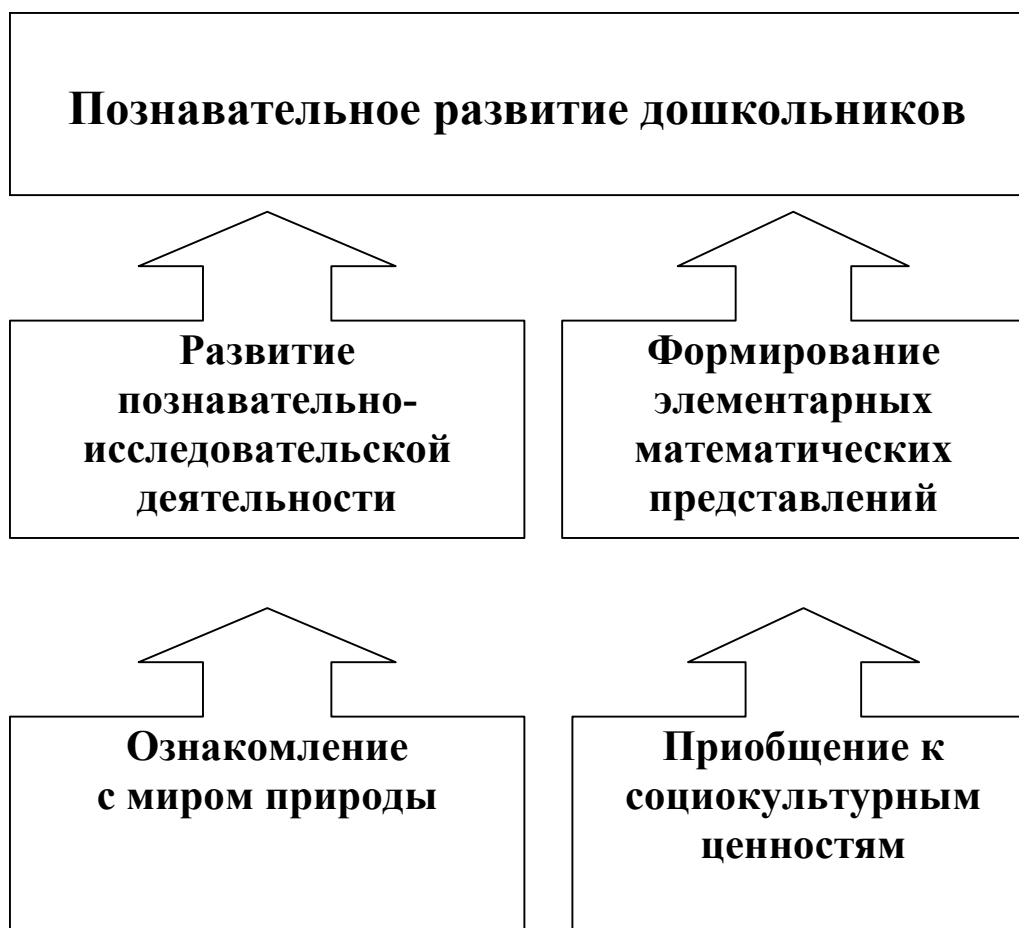 Познавательное развитие дошкольников
Развитие
познавательно-
исследовательской
деятельности
Формирование
элементарных
математических
представлений
Ознакомление
с миром природы
Приобщение к
социокультурным
ценностям